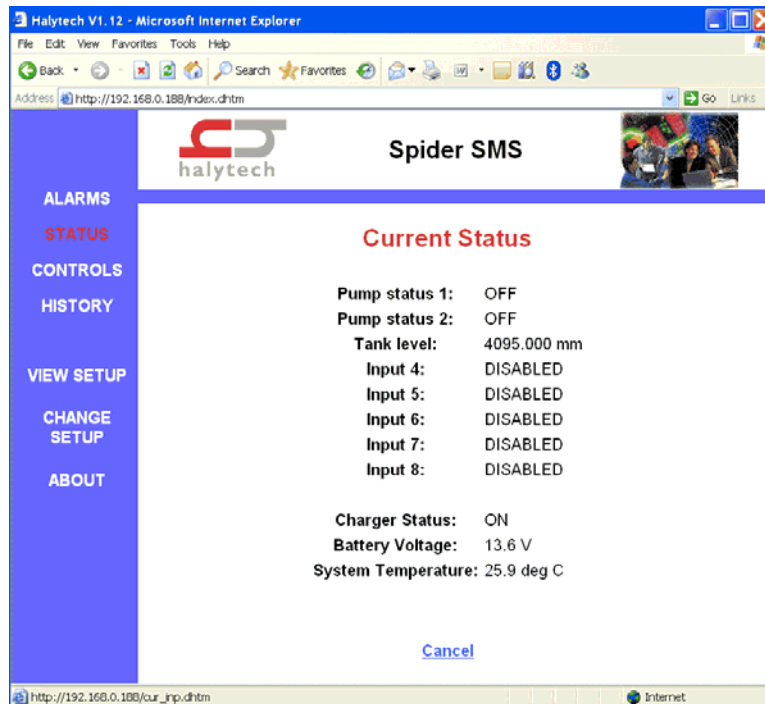 Halytech V1.12 - Microsoft Internet Explorer
File Edit View Favorites Tools Help
Back Search Favorites
Address http://192.168.0.188/index.dhtm Go Links
halytech
Spider SMS
ALARMS
STATUS
CONTROLS
HISTORY
VIEW SETUP
CHANGE
SETUP
ABOUT
Current Status
Pump status 1: OFF
Pump status 2: OFF
Tank level: 4095.000 mm
Input 4: DISABLED
Input 5: DISABLED
Input 6: DISABLED
Input 7: DISABLED
Input 8: DISABLED
Charger Status: ON
Battery Voltage: 13.6 V
System Temperature: 25.9 deg C
Cancel
http://192.168.0.188/cur_inp.dhtm Internet